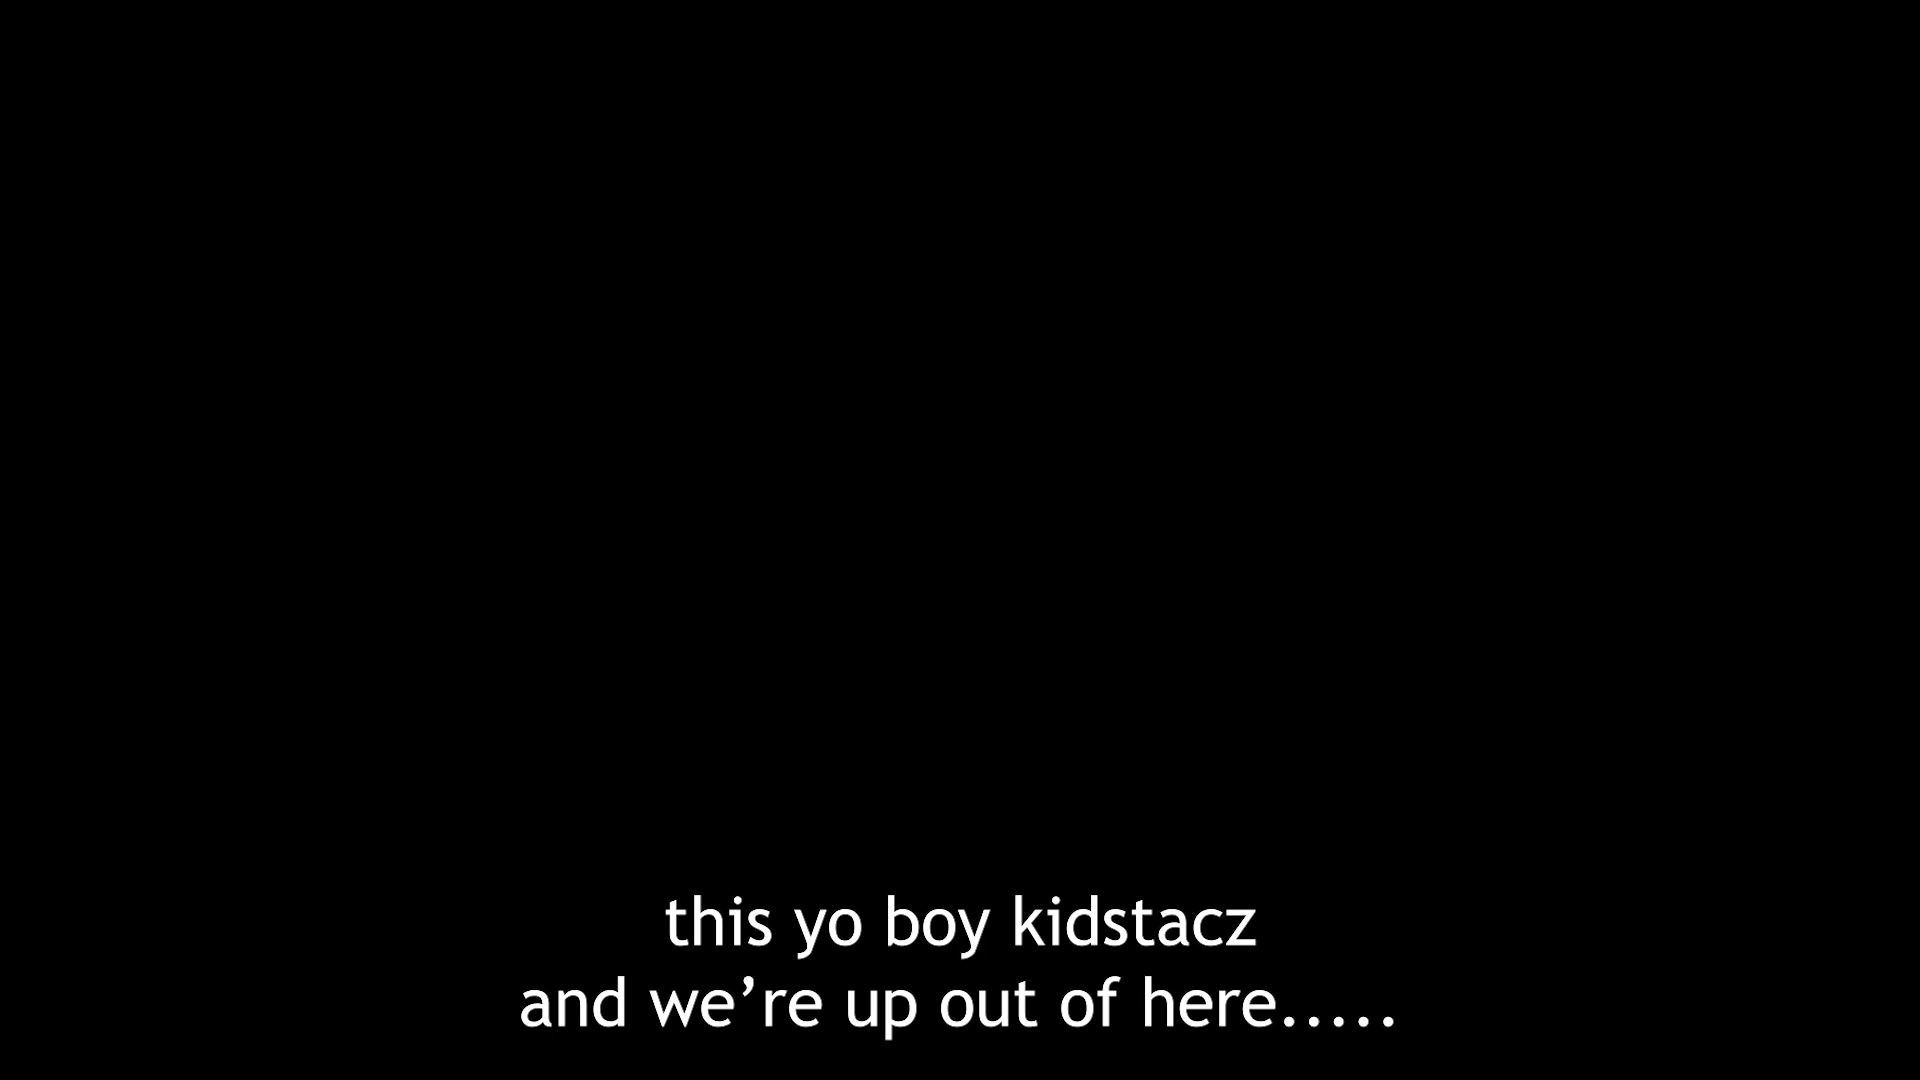 this yo boy kidstacz
and we’re up out of here.....